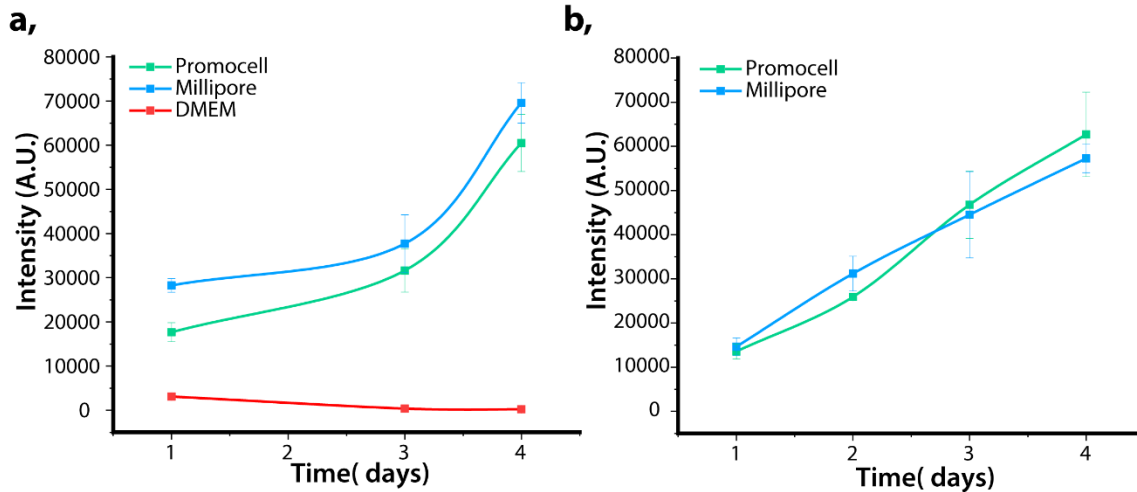 a,
Intensity (A.U.)
80000
70000
60000
50000
40000
30000
20000
10000
0
Promocell
Millipore
DMEM
1
2
3
4
Time( days)
b,
Intensity (A.U.)
80000
70000
60000
50000
40000
30000
20000
10000
0
Promocell
Millipore
1
2
3
4
Time( days)